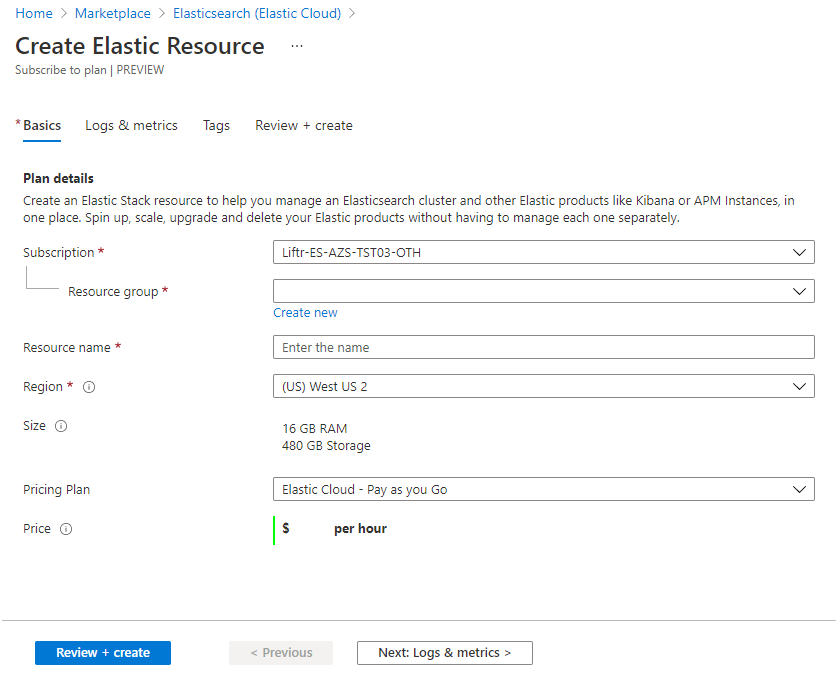 Home > Marketplace > Elasticsearch (Elastic Cloud) >
Create Elastic Resource ...
Subscribe to plan | PREVIEW
* Basics Logs & metrics Tags Review + create
Plan details
Create an Elastic Stack resource to help you manage an Elasticsearch cluster and other Elastic products like Kibana or APM Instances, in
one place. Spin up, scale, upgrade and delete your Elastic products without having to manage each one separately.
Subscription * Liftr-ES-AZS-TST03-OTH
Resource group *
Create new
Resource name * Enter the name
Region * (US) West US 2
Size 16 GB RAM
480 GB Storage
Pricing Plan Elastic Cloud - Pay as you Go
Price $ per hour
Review + create < Previous Next: Logs & metrics >